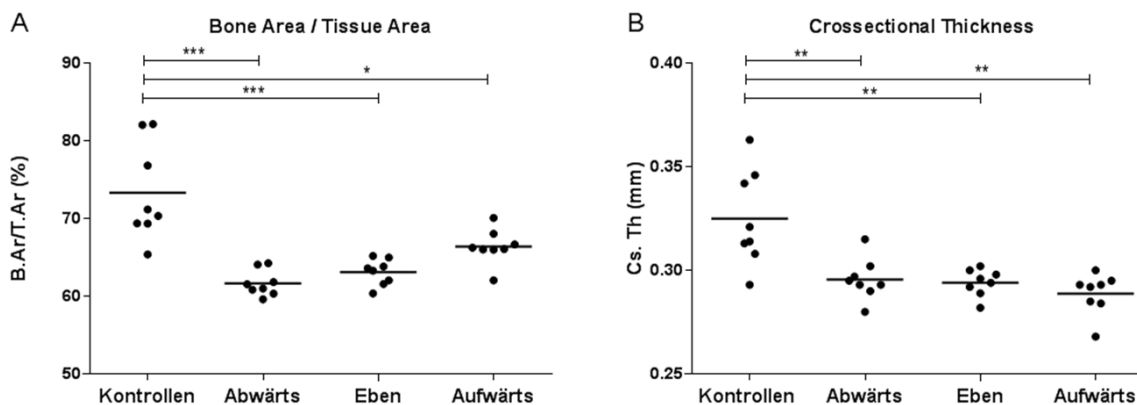 A
Bone Area / Tissue Area
***
*
***
B.Ar/T.Ar (%)
90
80
70
60
50
Kontrollen Abwärts Eben Aufwärts
B
Crossectional Thickness
**
**
**
Cs. Th (mm)
0.40
0.35
0.30
0.25
Kontrollen Abwärts Eben Aufwärts